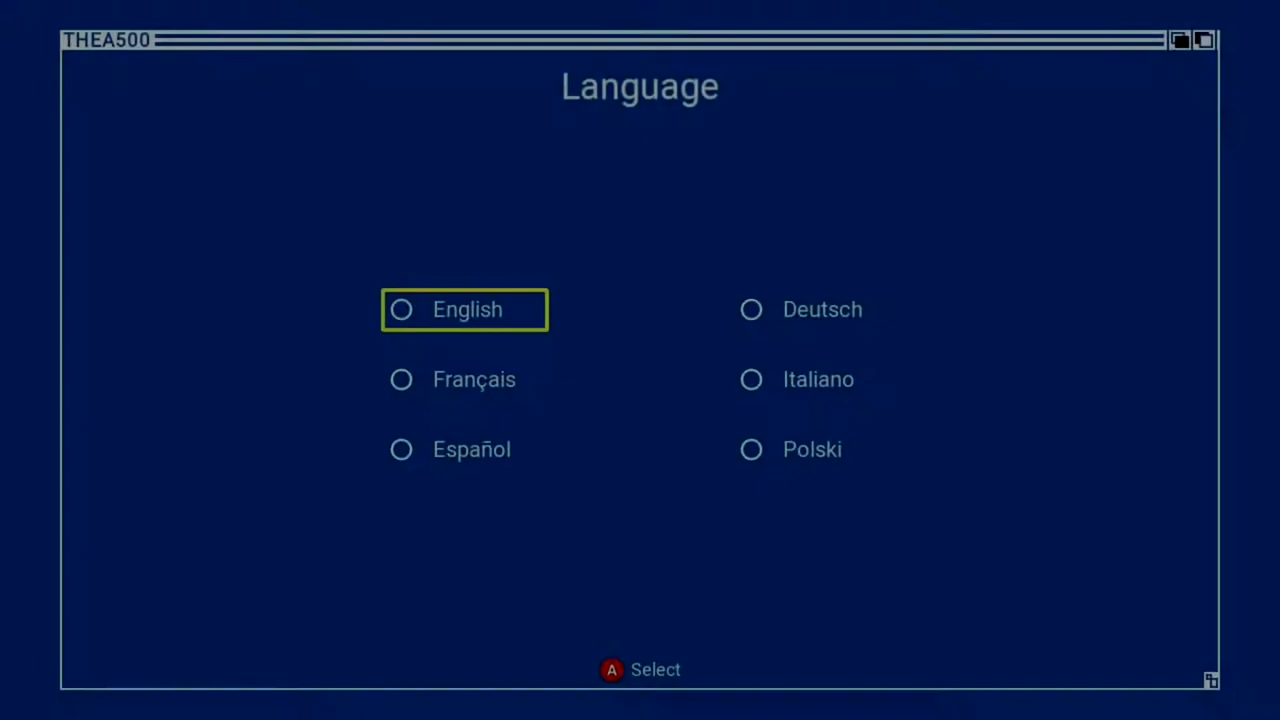 THEA500
Language
English
Deutsch
Français
Italiano
Español
Polski
A Select